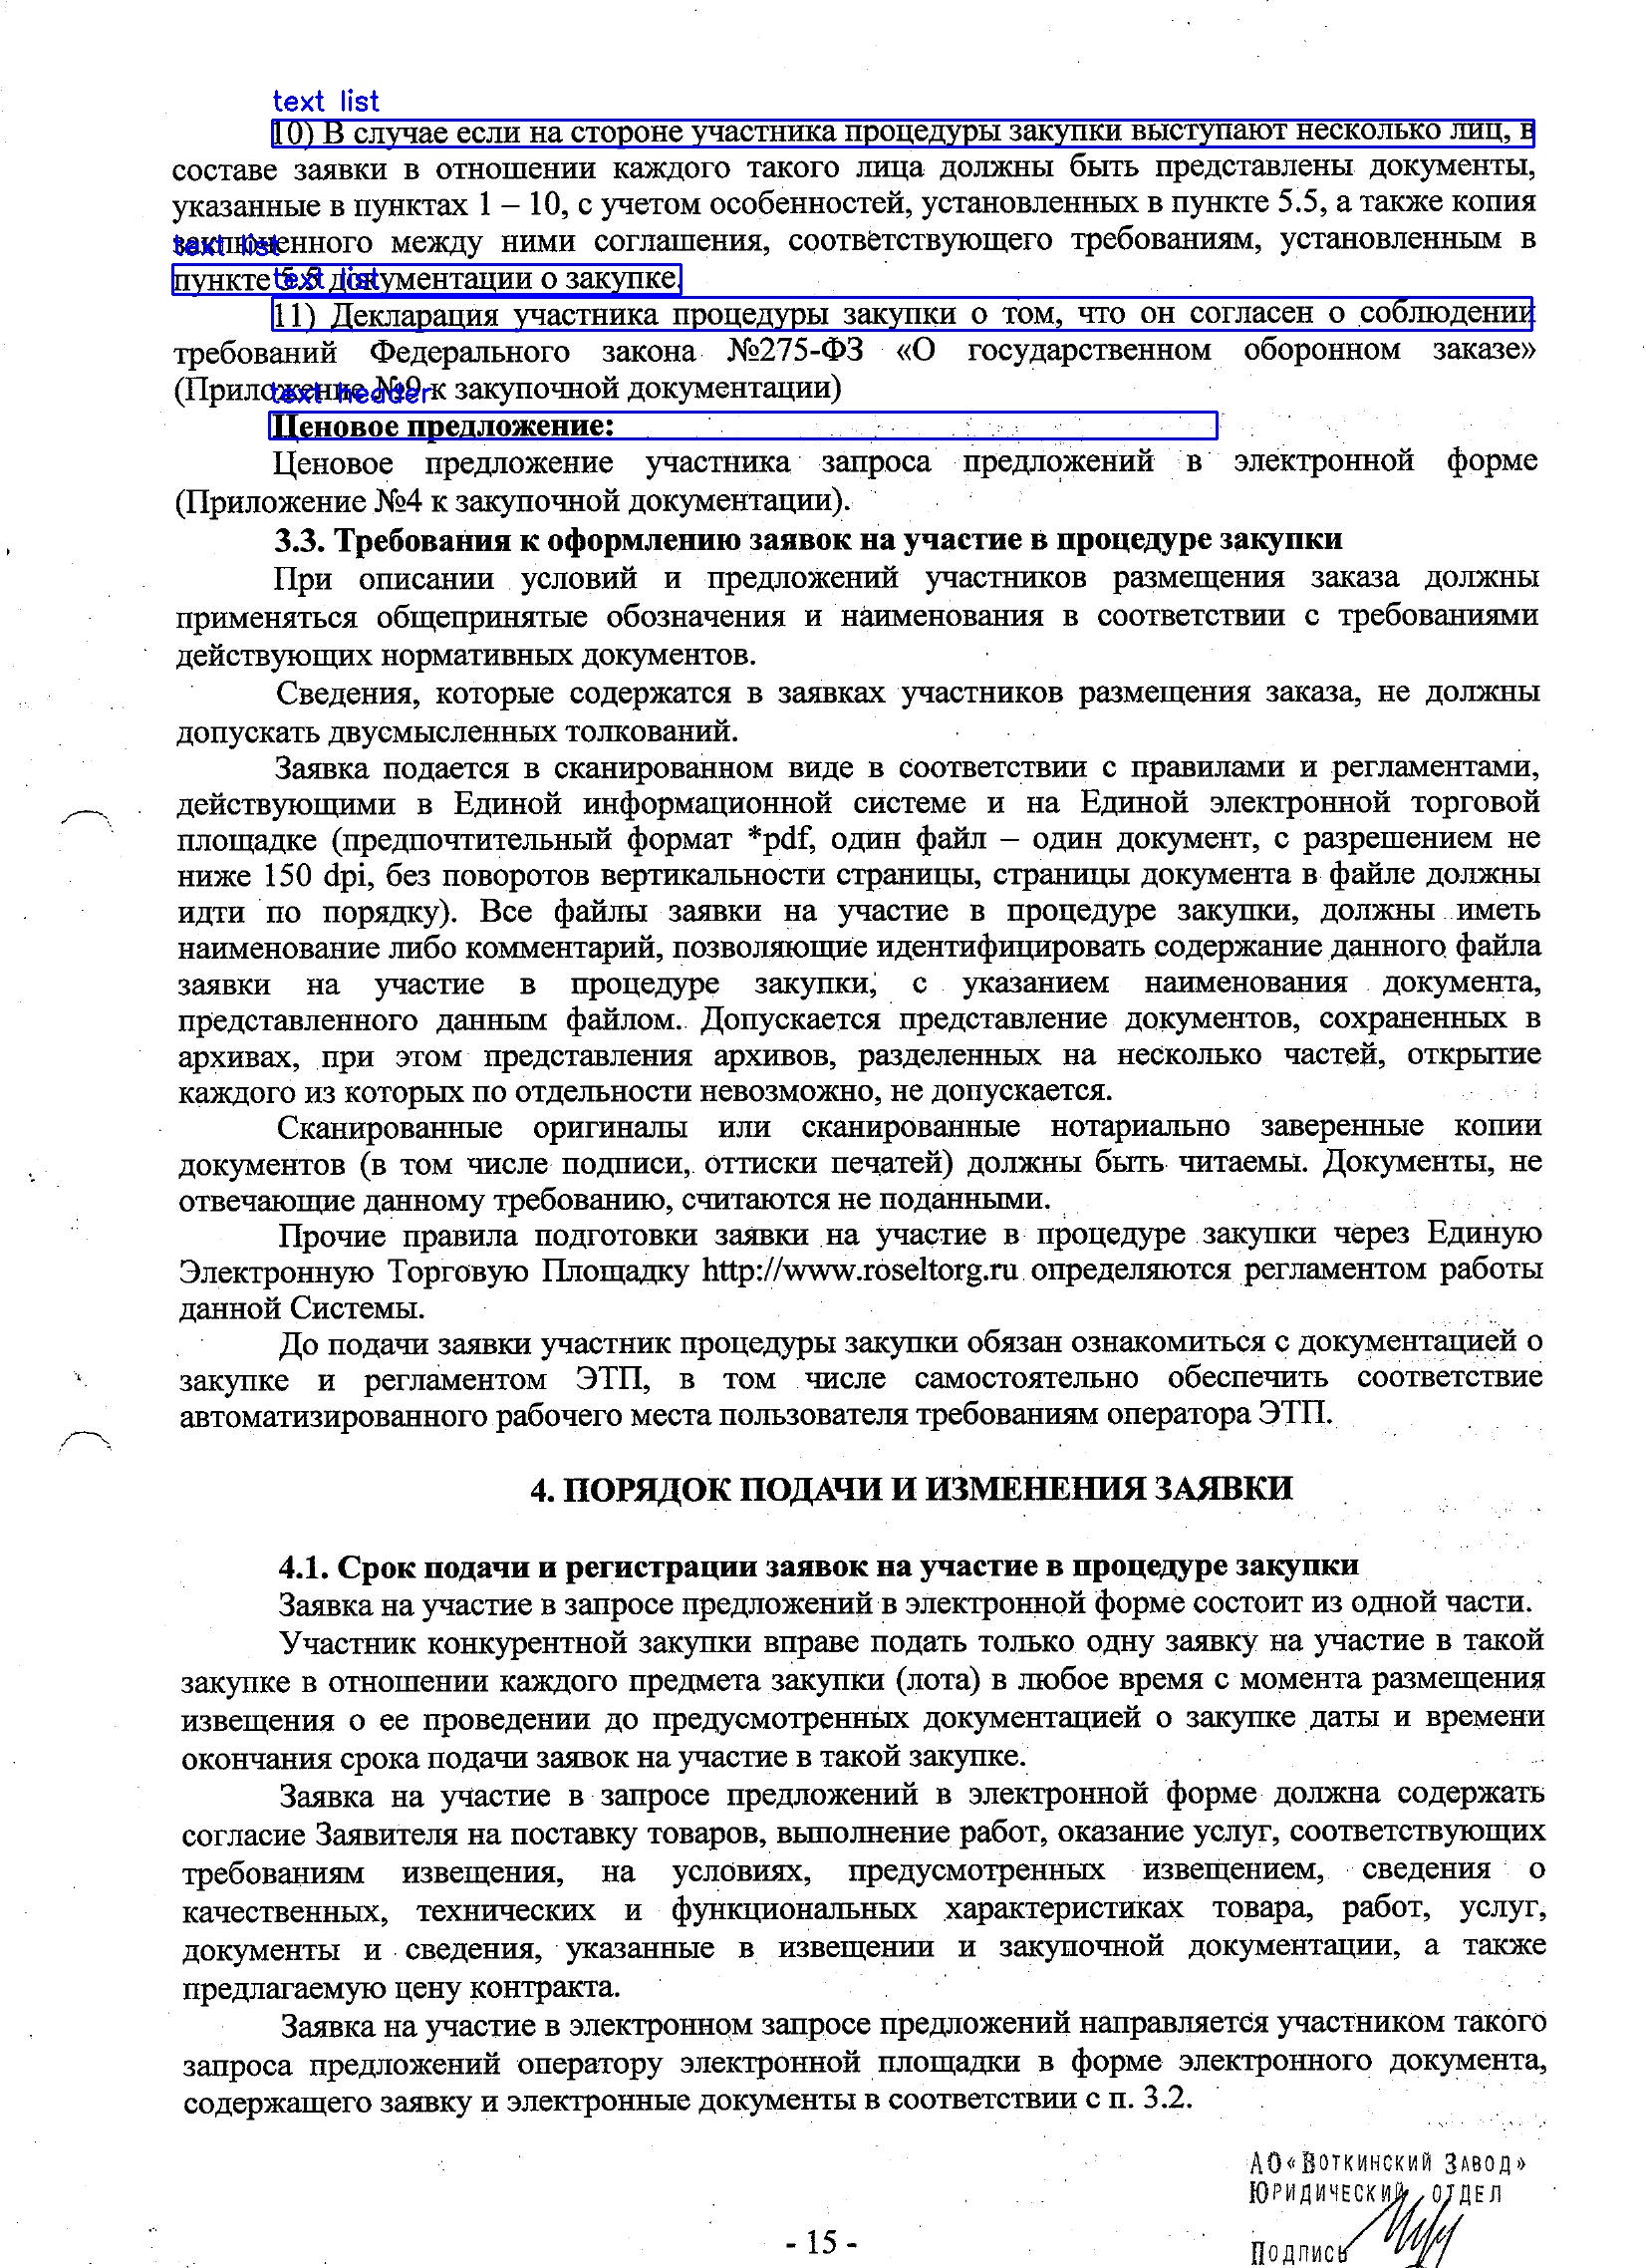 text list
10) В случае если на стороне участника процедуры закупки выступают несколько лиц, в
составе заявки в отношении каждого такого лица должны быть представлены документы,
указанные в пунктах 1 – 10, с учетом особенностей, установленных в пункте 5.5, а также копия
text list
заключенного между ними соглашения, соответствующего требованиям, установленным в
text list
пункте 5.5 документации о закупке.
11) Декларация участника процедуры закупки о том, что он согласен о соблюдении
требований Федерального закона №275-ФЗ «О государственном оборонном заказе»
text header
(Приложение №9 к закупочной документации)
Ценовое предложение:
Ценовое предложение участника запроса предложений в электронной форме
(Приложение №4 к закупочной документации).
3.3. Требования к оформлению заявок на участие в процедуре закупки
При описании условий и предложений участников размещения заказа должны
применяться общепринятые обозначения и наименования в соответствии с требованиями
действующих нормативных документов.
Сведения, которые содержатся в заявках участников размещения заказа, не должны
допускать двусмысленных толкований.
Заявка подается в сканированном виде в соответствии с правилами и регламентами,
действующими в Единой информационной системе и на Единой электронной торговой
площадке (предпочтительный формат *pdf, один файл – один документ, с разрешением не
ниже 150 dpi, без поворотов вертикальности страницы, страницы документа в файле должны
идти по порядку). Все файлы заявки на участие в процедуре закупки, должны иметь
наименование либо комментарий, позволяющие идентифицировать содержание данного файла
заявки на участие в процедуре закупки, с указанием наименования документа,
представленного данным файлом. Допускается представление документов, сохраненных в
архивах, при этом представления архивов, разделенных на несколько частей, открытие
каждого из которых по отдельности невозможно, не допускается.
Сканированные оригиналы или сканированные нотариально заверенные копии
документов (в том числе подписи, оттиски печатей) должны быть читаемы. Документы, не
отвечающие данному требованию, считаются не поданными.
Прочие правила подготовки заявки на участие в процедуре закупки через Единую
Электронную Торговую Площадку http://www.roseltorg.ru определяются регламентом работы
данной Системы.
До подачи заявки участник процедуры закупки обязан ознакомиться с документацией о
закупке и регламентом ЭТП, в том числе самостоятельно обеспечить соответствие
автоматизированного рабочего места пользователя требованиям оператора ЭТП.
4. ПОРЯДОК ПОДАЧИ И ИЗМЕНЕНИЯ ЗАЯВКИ
4.1. Срок подачи и регистрации заявок на участие в процедуре закупки
Заявка на участие в запросе предложений в электронной форме состоит из одной части.
Участник конкурентной закупки вправе подать только одну заявку на участие в такой
закупке в отношении каждого предмета закупки (лота) в любое время с момента размещения
извещения о ее проведении до предусмотренных документацией о закупке даты и времени
окончания срока подачи заявок на участие в такой закупке.
Заявка на участие в запросе предложений в электронной форме должна содержать
согласие Заявителя на поставку товаров, выполнение работ, оказание услуг, соответствующих
требованиям извещения, на условиях, предусмотренных извещением, сведения о
качественных, технических и функциональных характеристиках товара, работ, услуг,
документы и сведения, указанные в извещении и закупочной документации, а также
предлагаемую цену контракта.
Заявка на участие в электронном запросе предложений направляется участником такого
запроса предложений оператору электронной площадки в форме электронного документа,
содержащего заявку и электронные документы в соответствии с п. 3.2.
АО«Воткинский Завод»
Юридический отдел
Подпись
- 15 -